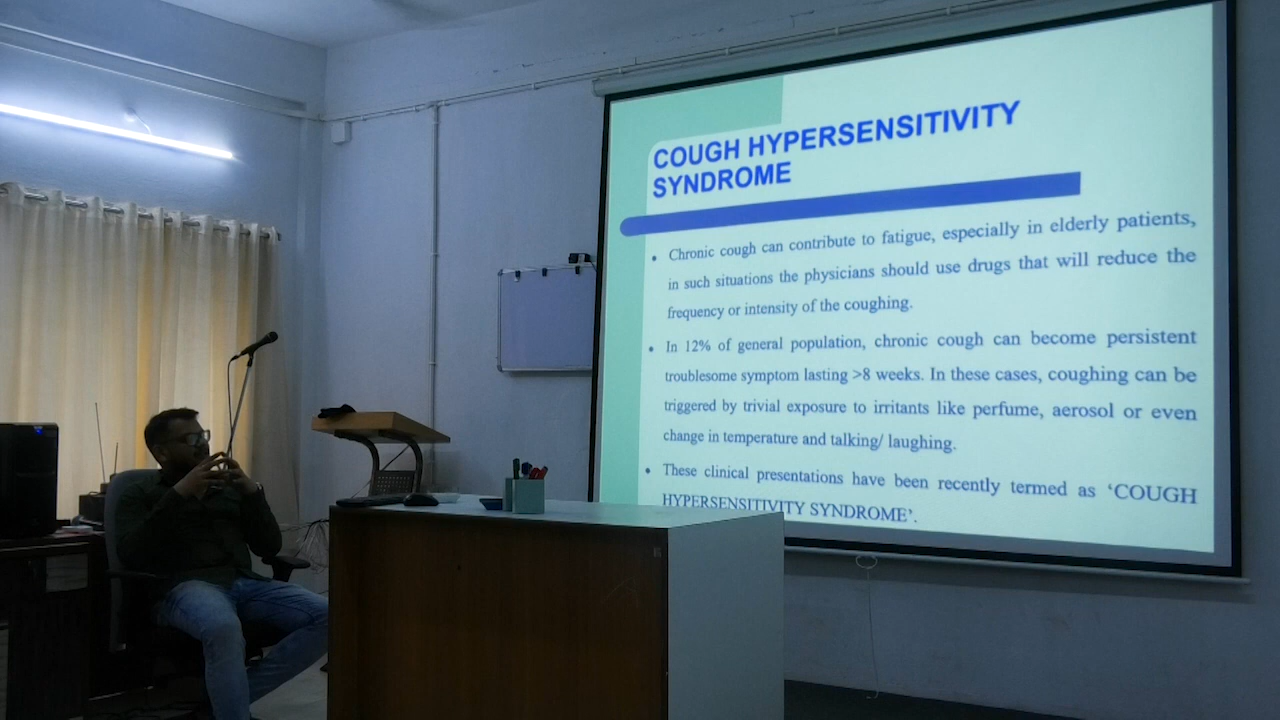 COUGH HYPERSENSITIVITY
SYNDROME
• Chronic cough can contribute to fatigue, especially in elderly patients,
in such situations the physicians should use drugs that will reduce the
frequency or intensity of the coughing.
• In 12% of general population, chronic cough can become persistent
troublesome symptom lasting >8 weeks. In these cases, coughing can be
triggered by trivial exposure to irritants like perfume, aerosol or even
change in temperature and talking/ laughing.
• These clinical presentations have been recently termed as ‘COUGH
HYPERSENSITIVITY SYNDROME’.